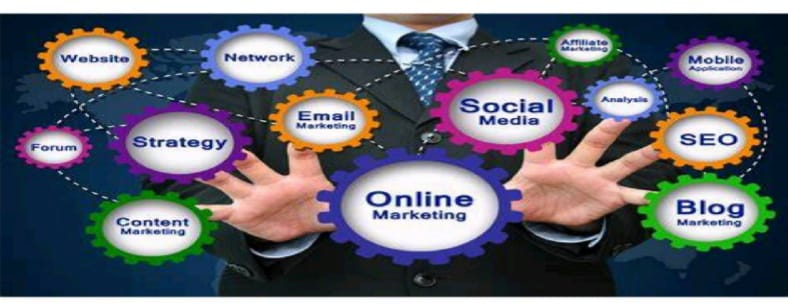 Website
Network
Affiliate
Marketing
Mobile
Application
Email
Marketing
Social
Media
Analysis
Forum
Strategy
SEO
Online
Marketing
Content
Marketing
Blog
Marketing